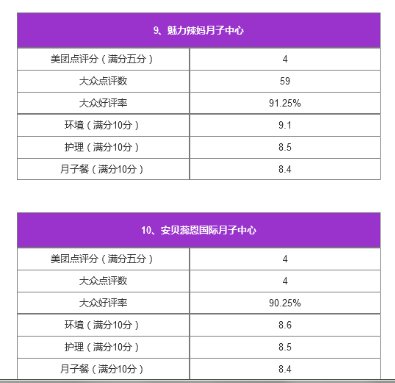 9、魅力辣妈月子中心
美团点评分（满分五分） 4
大众点评数 59
大众好评率 91.25%
环境（满分10分） 9.1
护理（满分10分） 8.5
月子餐（满分10分） 8.4
10、安贝蕊恩国际月子中心
美团点评分（满分五分） 4
大众点评数 4
大众好评率 90.25%
环境（满分10分） 8.6
护理（满分10分） 8.5
月子餐（满分10分） 8.4